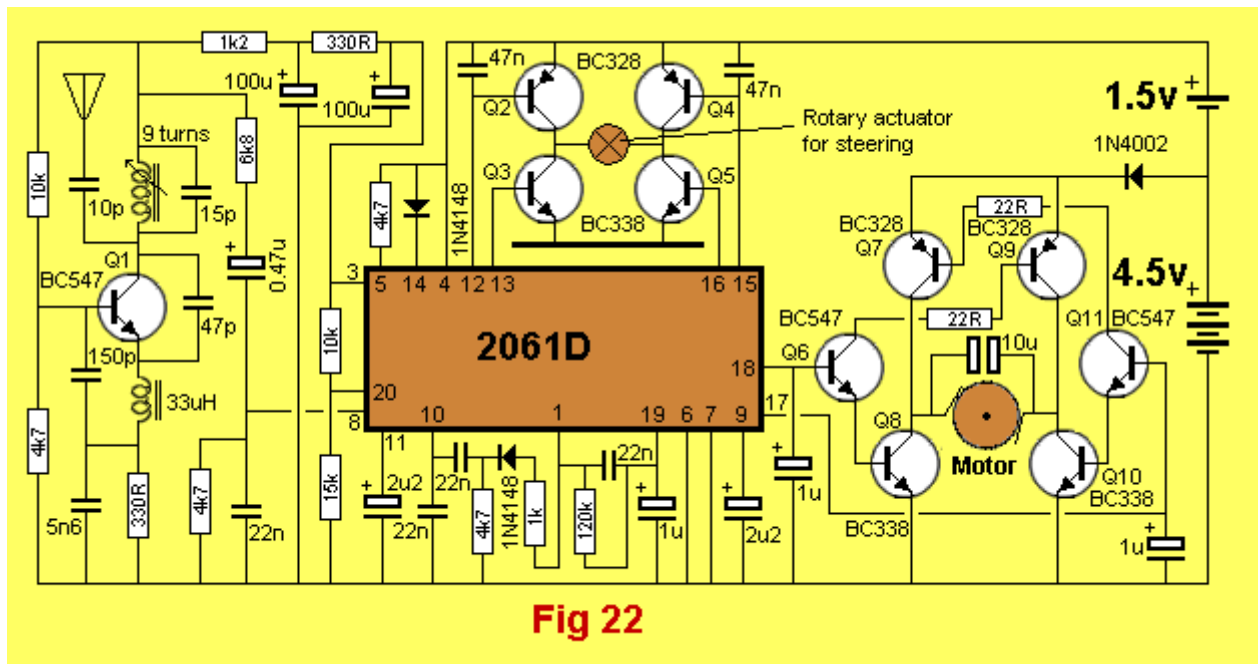 1k2
330R
100u
+
100u
+
47n
BC328
47n
Q2
Q4
1.5v
+
Rotary actuator
for steering
1N4002
9 turns
6k8
10k
10p
15p
Q3
Q5
4k7
1N4148
BC338
22R
BC328
Q7
BC328
Q9
Q1
BC547
+
0.47u
47p
3
5
14
4
12
13
16
15
4.5v
+
2061D
BC547
Q6
22R
Q11
BC547
10u
150p
10k
18
33uH
20
8
10
1
19
6
7
9
17
Q8
11
Motor
4k7
+
2u2
22n
22n
+
+
+
1u
Q10
BC338
5n6
330R
4k7
22n
15k
22n
4k7
1N4148
1k
120k
1u
2u2
BC338
+
1u
Fig 22